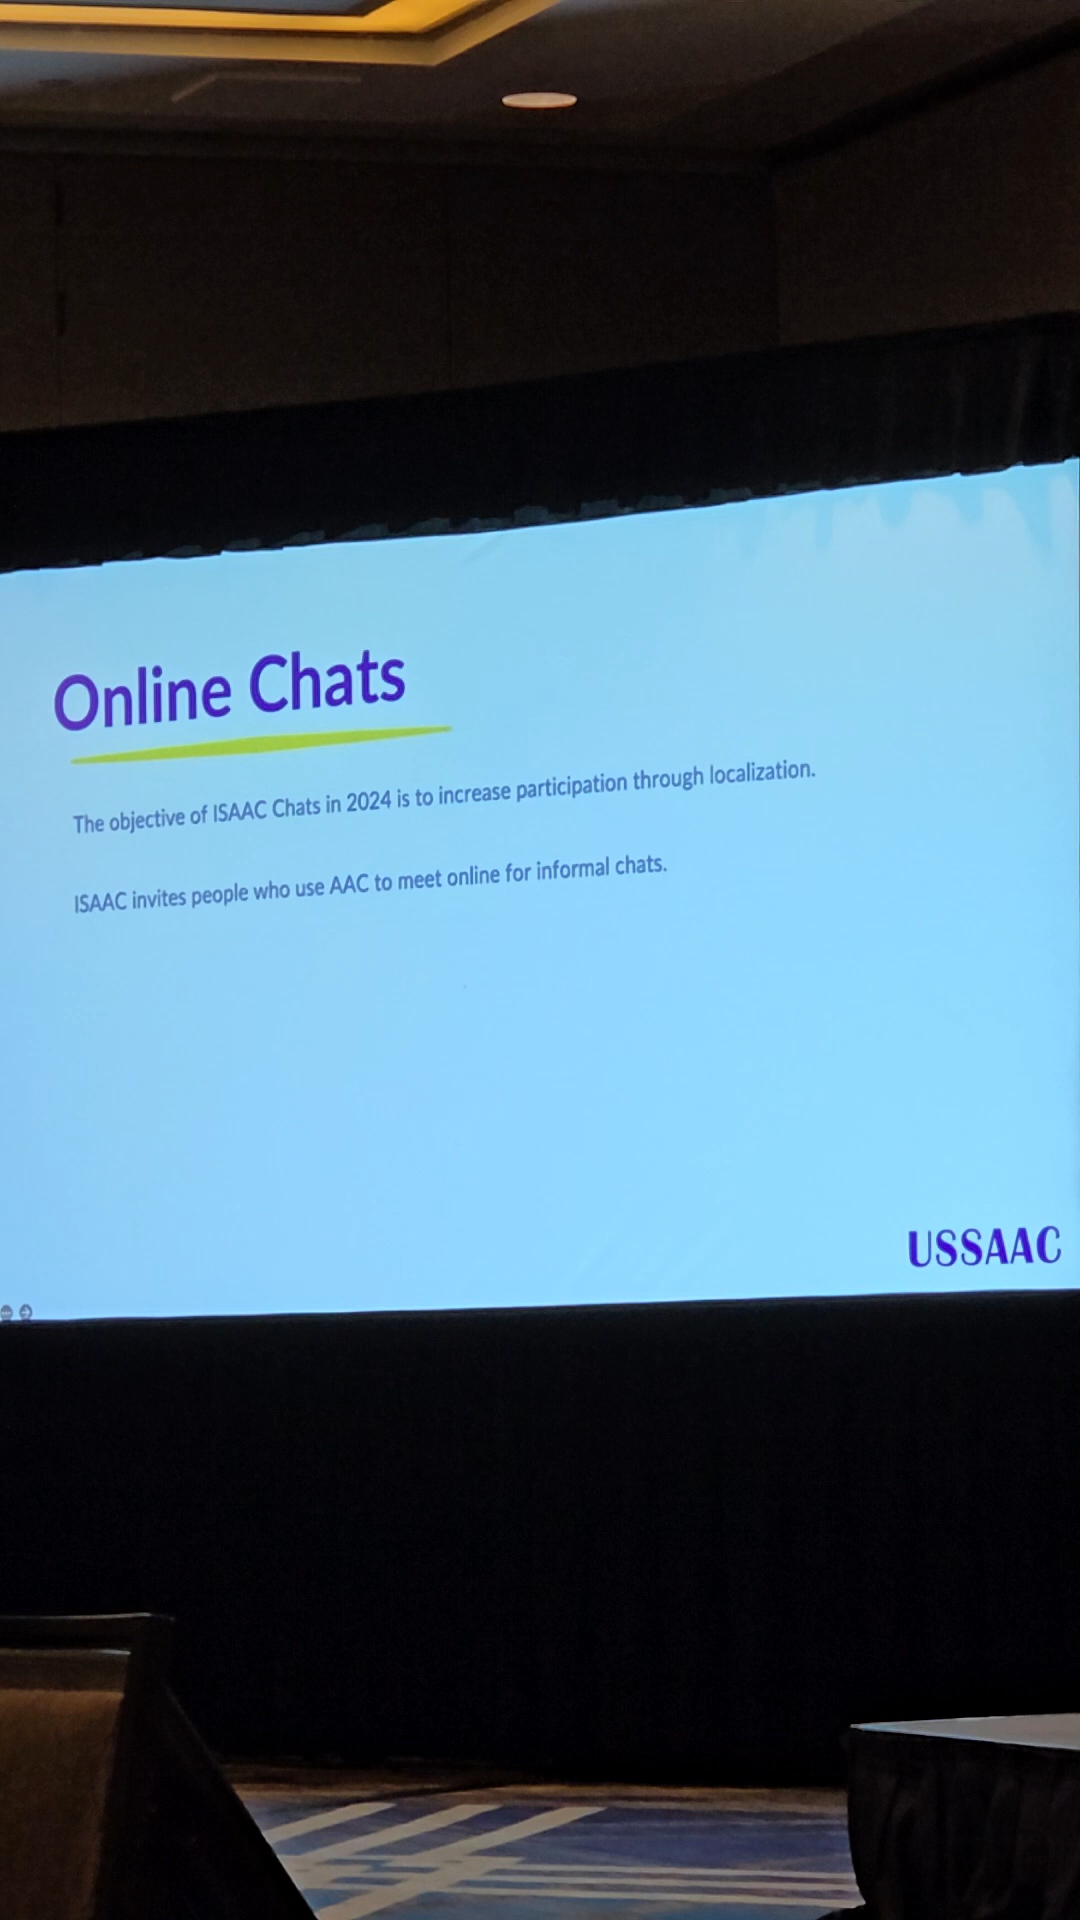 Online Chats
The objective of ISAAC Chats in 2024 is to increase participation through localization.
ISAAC invites people who use AAC to meet online for informal chats.
USSAAC